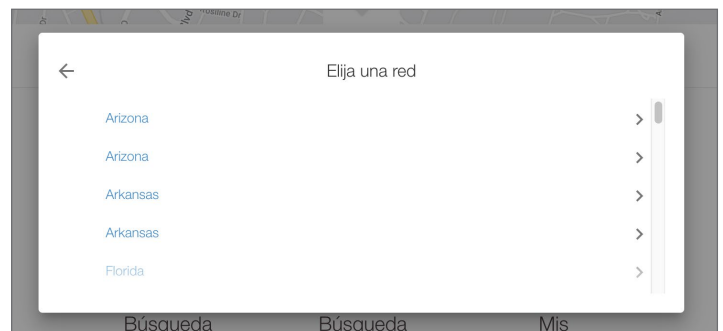 Elija una red
Arizona
Arizona
Arkansas
Arkansas
Florida
Búsqueda Búsqueda Mis